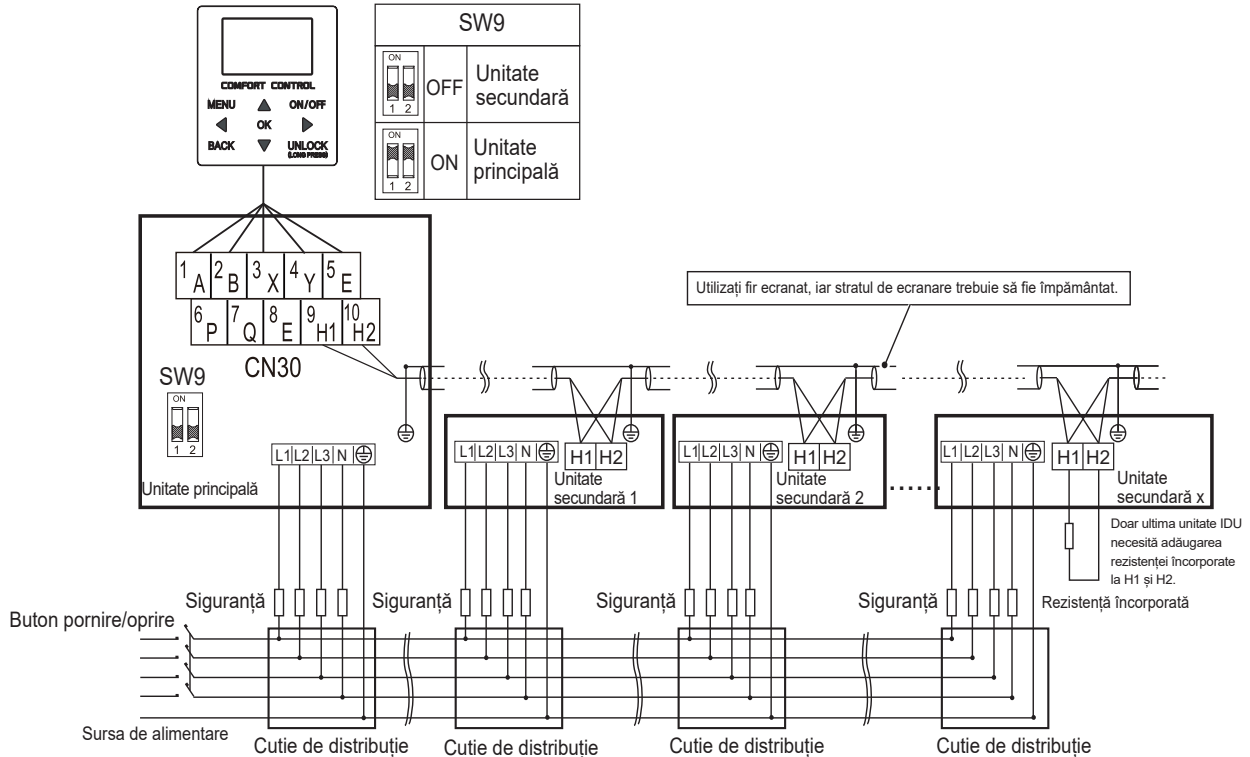 SW9
ON
1 2
OFF
Unitate
secundară
ON
1 2
ON
Unitate
principală
COMFORT CONTROL
MENU
ON/OFF
OK
BACK
UNLOCK
(LONG PRESS)
1 A 2 B 3 X 4 Y 5 E
6 P 7 Q 8 E 9 H1 10 H2
CN30
SW9
ON
1 2
Unitate principală
L1 L2 L3 N
Utilizați fir ecranat, iar stratul de ecranare trebuie să fie împământat.
L1 L2 L3 N
H1 H2
Unitate
secundară 1
L1 L2 L3 N
H1 H2
Unitate
secundară 2
......
L1 L2 L3 N
H1 H2
Unitate
secundară x
Doar ultima unitate IDU
necesită adăugarea
rezistenței încorporate
la H1 și H2.
Rezistență încorporată
Siguranță
Siguranță
Siguranță
Siguranță
Buton pornire/oprire
Sursa de alimentare
Cutie de distribuție
Cutie de distribuție
Cutie de distribuție
Cutie de distribuție